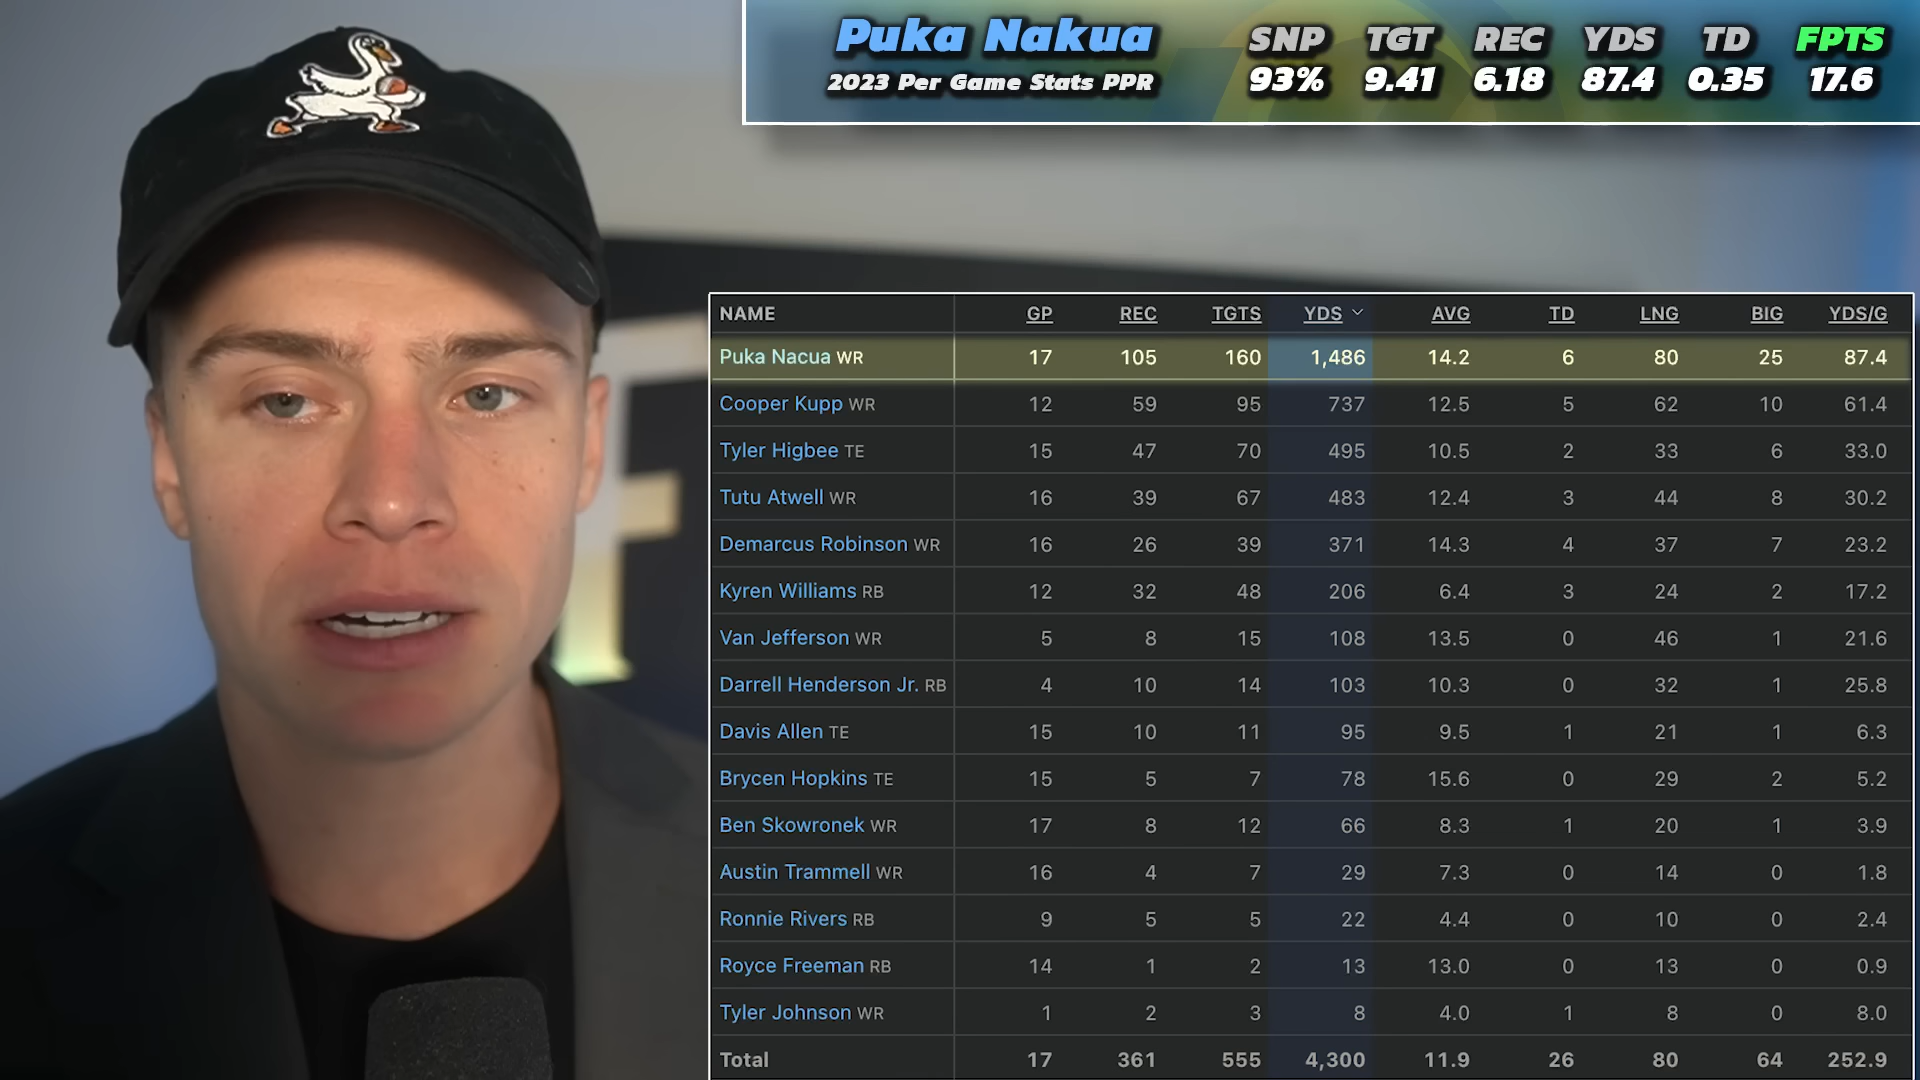 Puka Nakua
2023 Per Game Stats PPR
SNP TGT REC YDS TD FPTS
93% 9.41 6.18 87.4 0.35 17.6
NAME GP REC TGTS YDS AVG TD LNG BIG YDS/G
Puka Nacua WR 17 105 160 1,486 14.2 6 80 25 87.4
Cooper Kupp WR 12 59 95 737 12.5 5 62 10 61.4
Tyler Higbee TE 15 47 70 495 10.5 2 33 6 33.0
Tutu Atwell WR 16 39 67 483 12.4 3 44 8 30.2
Demarcus Robinson WR 16 26 39 371 14.3 4 37 7 23.2
Kyren Williams RB 12 32 48 206 6.4 3 24 2 17.2
Van Jefferson WR 5 8 15 108 13.5 0 46 1 21.6
Darrell Henderson Jr. RB 4 10 14 103 10.3 0 32 1 25.8
Davis Allen TE 15 10 11 95 9.5 1 21 1 6.3
Brycen Hopkins TE 15 5 7 78 15.6 0 29 2 5.2
Ben Skowronek WR 17 8 12 66 8.3 1 20 1 3.9
Austin Trammell WR 16 4 7 29 7.3 0 14 0 1.8
Ronnie Rivers RB 9 5 5 22 4.4 0 10 0 2.4
Royce Freeman RB 14 1 2 13 13.0 0 13 0 0.9
Tyler Johnson WR 1 2 3 8 4.0 1 8 0 8.0
Total 17 361 555 4,300 11.9 26 80 64 252.9